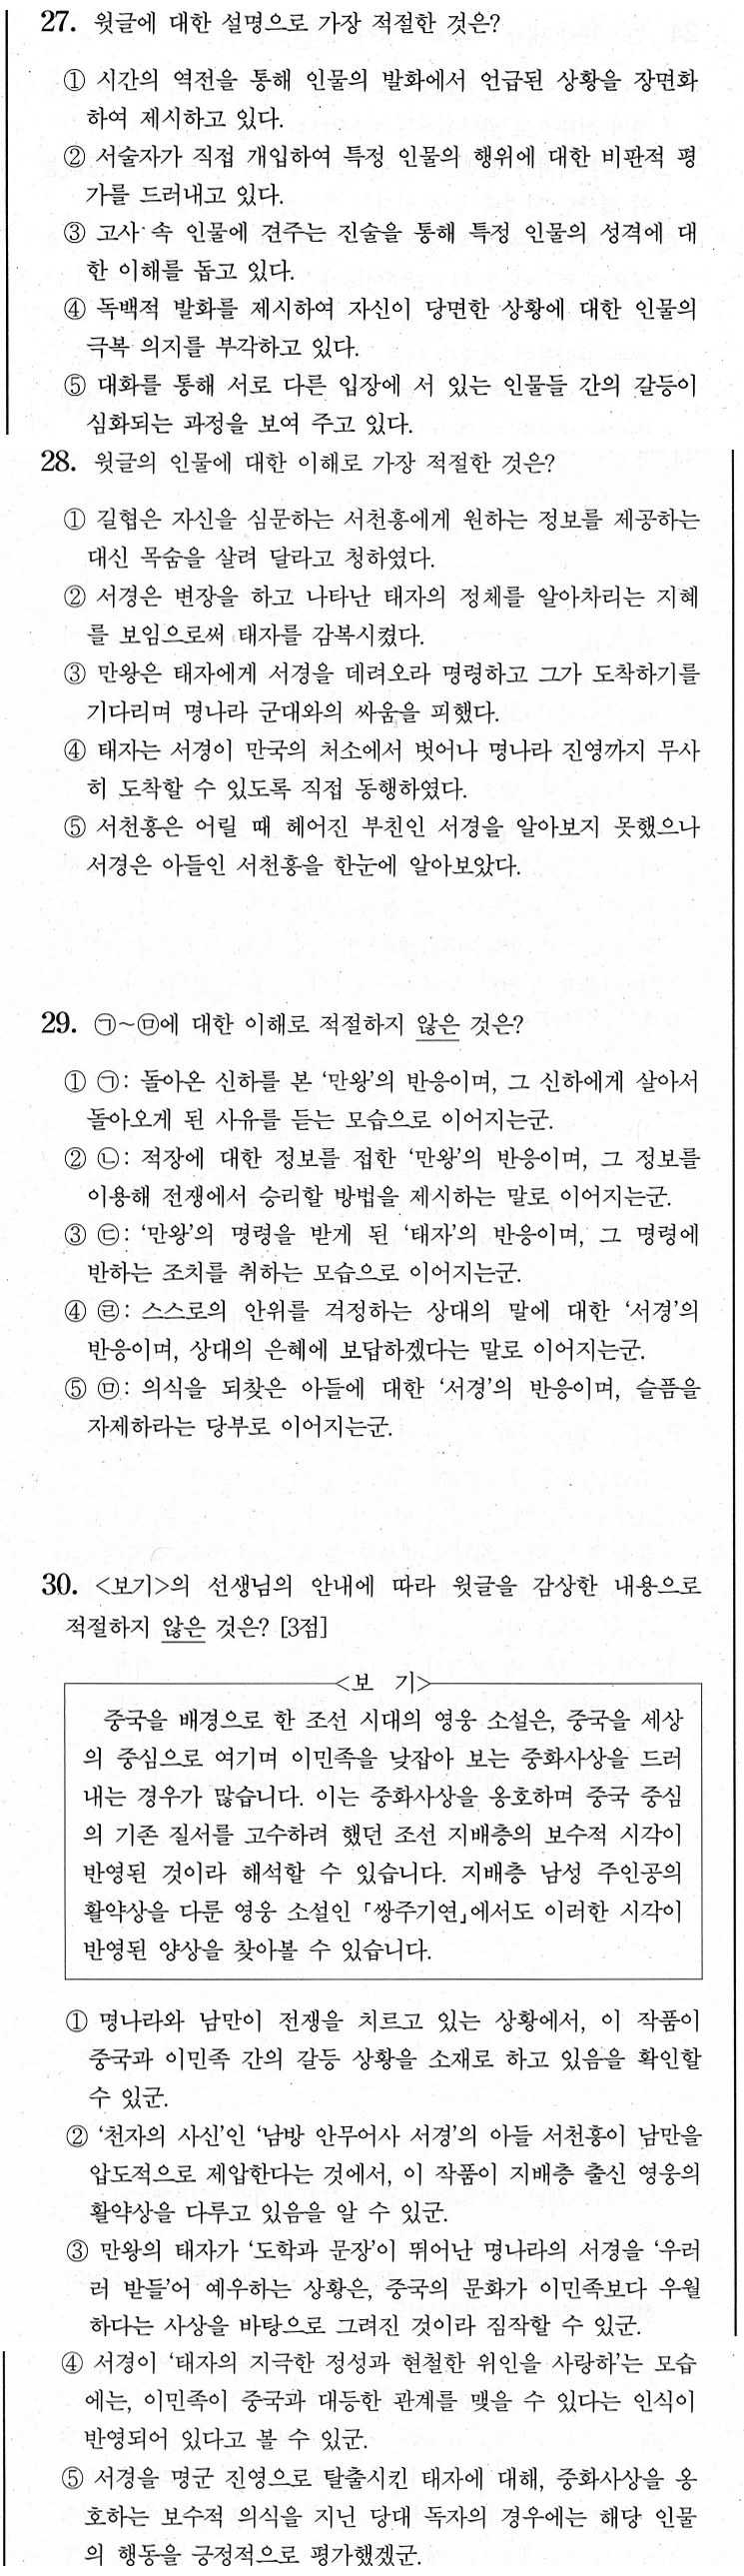 27. 윗글에 대한 설명으로 가장 적절한 것은?
① 시간의 역전을 통해 인물의 발화에서 언급된 상황을 장면화
하여 제시하고 있다.
② 서술자가 직접 개입하여 특정 인물의 행위에 대한 비판적 평
가를 드러내고 있다.
③ 고사 속 인물에 견주는 진술을 통해 특정 인물의 성격에 대
한 이해를 돕고 있다.
④ 독백적 발화를 제시하여 자신이 당면한 상황에 대한 인물의
극복 의지를 부각하고 있다.
⑤ 대화를 통해 서로 다른 입장에 서 있는 인물들 간의 갈등이
심화되는 과정을 보여 주고 있다.
28. 윗글의 인물에 대한 이해로 가장 적절한 것은?
① 길협은 자신을 심문하는 서천흥에게 원하는 정보를 제공하는
대신 목숨을 살려 달라고 청하였다.
② 서경은 변장을 하고 나타난 태자의 정체를 알아차리는 지혜
를 보임으로써 태자를 감복시켰다.
③ 만왕은 태자에게 서경을 데려오라 명령하고 그가 도착하기를
기다리며 명나라 군대와의 싸움을 피했다.
④ 태자는 서경이 만국의 처소에서 벗어나 명나라 진영까지 무사
히 도착할 수 있도록 직접 동행하였다.
⑤ 서천흥은 어릴 때 헤어진 부친인 서경을 알아보지 못했으나
서경은 아들인 서천흥을 한눈에 알아보았다.
29. ㉠~㉤에 대한 이해로 적절하지 않은 것은?
① ㉠: 돌아온 신하를 본 ‘만왕’의 반응이며, 그 신하에게 살아서
돌아오게 된 사유를 듣는 모습으로 이어지는군.
② ㉡: 적장에 대한 정보를 접한 ‘만왕’의 반응이며, 그 정보를
이용해 전쟁에서 승리할 방법을 제시하는 말로 이어지는군.
③ ㉢: ‘만왕’의 명령을 받게 된 ‘태자’의 반응이며, 그 명령에
반하는 조치를 취하는 모습으로 이어지는군.
④ ㉣: 스스로의 안위를 걱정하는 상대의 말에 대한 ‘서경’의
반응이며, 상대의 은혜에 보답하겠다는 말로 이어지는군.
⑤ ㉤: 의식을 되찾은 아들에 대한 ‘서경’의 반응이며, 슬픔을
자제하라는 당부로 이어지는군.
30. <보기>의 선생님의 안내에 따라 윗글을 감상한 내용으로
적절하지 않은 것은? [3점]
<보 기>
중국을 배경으로 한 조선 시대의 영웅 소설은, 중국을 세상
의 중심으로 여기며 이민족을 낮잡아 보는 중화사상을 드러
내는 경우가 많습니다. 이는 중화사상을 옹호하며 중국 중심
의 기존 질서를 고수하려 했던 조선 지배층의 보수적 시각이
반영된 것이라 해석할 수 있습니다. 지배층 남성 주인공의
활약상을 다룬 영웅 소설인 「쌍주기연」에서도 이러한 시각이
반영된 양상을 찾아볼 수 있습니다.
① 명나라와 남만이 전쟁을 치르고 있는 상황에서, 이 작품이
중국과 이민족 간의 갈등 상황을 소재로 하고 있음을 확인할
수 있군.
② ‘천자의 사신’인 ‘남방 안무어사 서경’의 아들 서천흥이 남만을
압도적으로 제압한다는 것에서, 이 작품이 지배층 출신 영웅의
활약상을 다루고 있음을 알 수 있군.
③ 만왕의 태자가 ‘도학과 문장’이 뛰어난 명나라의 서경을 ‘우러
러 받들’어 예우하는 상황은, 중국의 문화가 이민족보다 우월
하다는 사상을 바탕으로 그려진 것이라 짐작할 수 있군.
④ 서경이 ‘태자의 지극한 정성과 현철한 위인을 사랑하’는 모습
에는, 이민족이 중국과 대등한 관계를 맺을 수 있다는 인식이
반영되어 있다고 볼 수 있군.
⑤ 서경을 명군 진영으로 탈출시킨 태자에 대해, 중화사상을 옹
호하는 보수적 의식을 지닌 당대 독자의 경우에는 해당 인물
의 행동을 긍정적으로 평가했겠군.